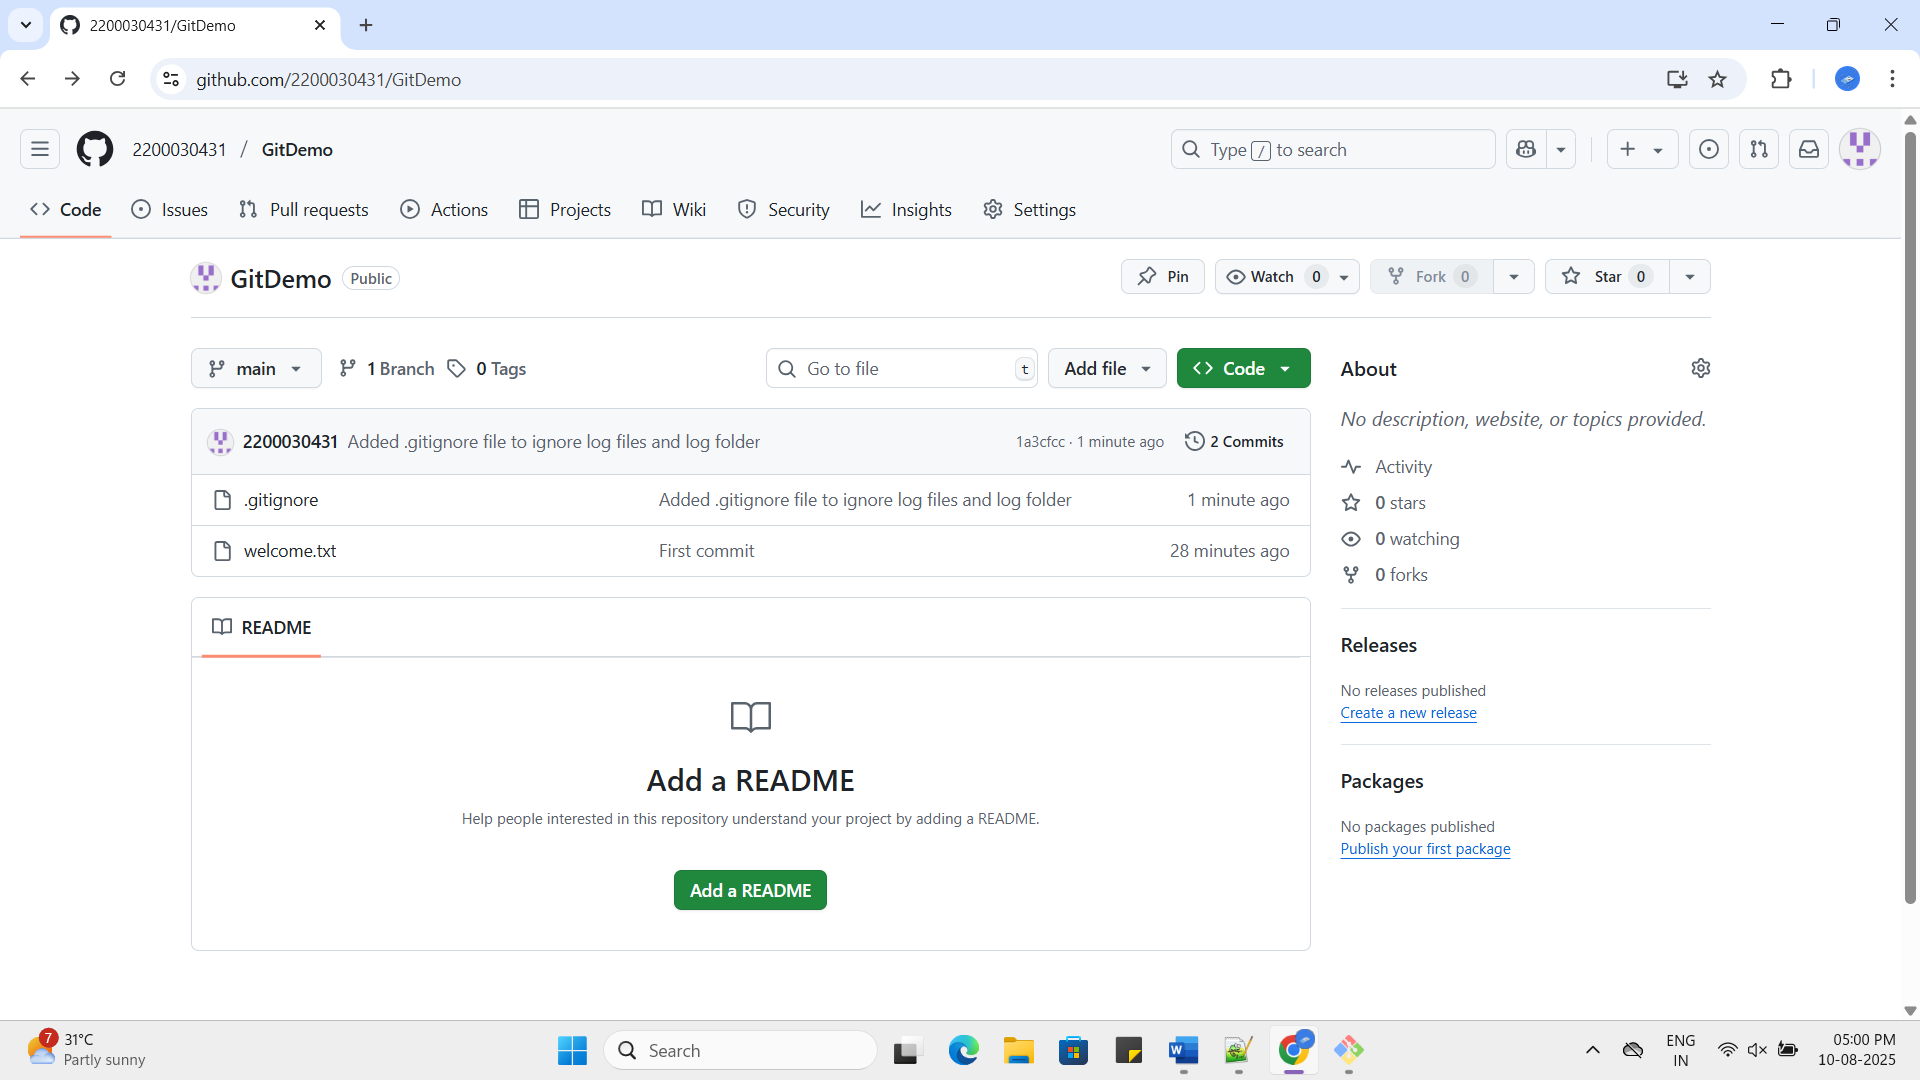 2200030431/GitDemo
github.com/2200030431/GitDemo
2200030431 / GitDemo
Type / to search
Code Issues Pull requests Actions Projects Wiki Security Insights Settings
GitDemo Public
Pin Watch 0 Fork 0 Star 0
main 1 Branch 0 Tags Go to file t Add file Code
2200030431 Added .gitignore file to ignore log files and log folder 1a3cfcc · 1 minute ago 2 Commits
.gitignore Added .gitignore file to ignore log files and log folder 1 minute ago
welcome.txt First commit 28 minutes ago
README
Add a README
Help people interested in this repository understand your project by adding a README.
Add a README
About
No description, website, or topics provided.
Activity
0 stars
0 watching
0 forks
Releases
No releases published
Create a new release
Packages
No packages published
Publish your first package
7
31°C
Partly sunny
Search
W
ENG
IN
05:00 PM
10-08-2025